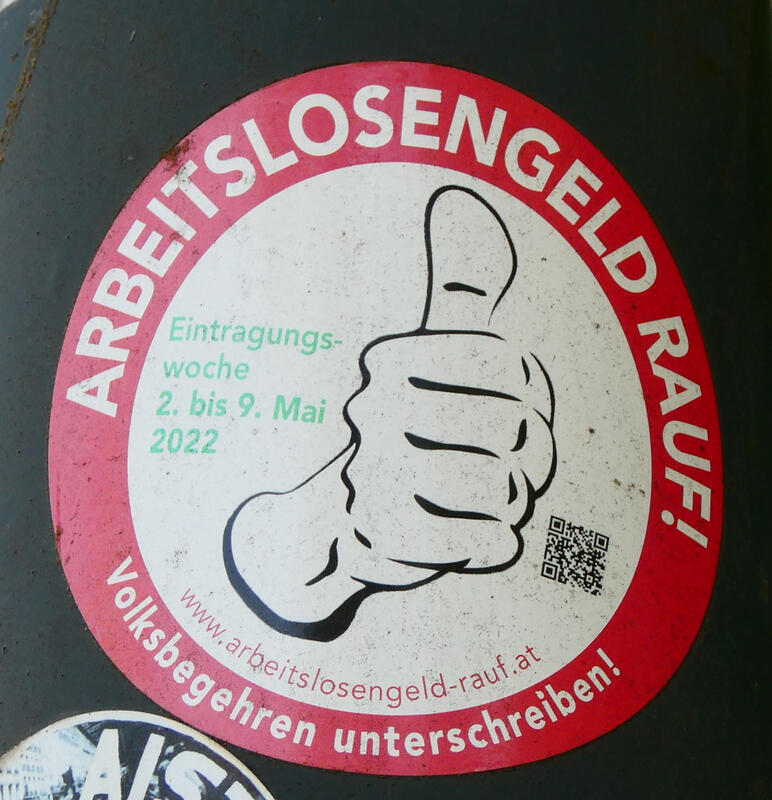 ARBEITSLOSENGELD RAUF!
Eintragungs-
woche
2. bis 9. Mai
2022
www.arbeitslosengeld-rauf.at
Volksbegehren unterschreiben!